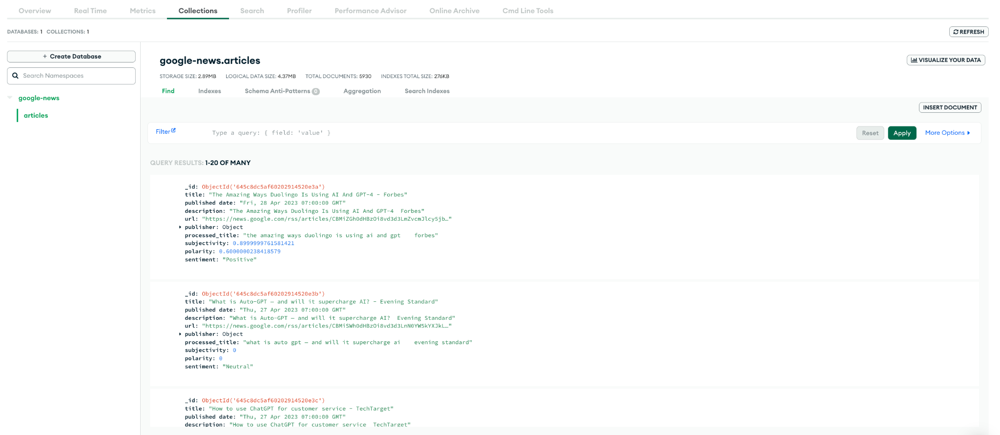 Overview Real Time Metrics Collections Search Profiler Performance Advisor Online Archive Cmd Line Tools
DATABASES: 1 COLLECTIONS: 1
REFRESH
+ Create Database
Search Namespaces
google-news
articles
google-news.articles
VISUALIZE YOUR DATA
STORAGE SIZE: 2.89MB LOGICAL DATA SIZE: 4.37MB TOTAL DOCUMENTS: 5930 INDEXES TOTAL SIZE: 276KB
Find Indexes Schema Anti-Patterns 0 Aggregation Search Indexes
INSERT DOCUMENT
Filter Type a query: { field: 'value' } Reset Apply More Options
QUERY RESULTS: 1-20 OF MANY
_id: ObjectId('645c8dc5af60202914520e3a')
title: "The Amazing Ways Duolingo Is Using AI And GPT-4 - Forbes"
published date: "Fri, 28 Apr 2023 07:00:00 GMT"
description: "The Amazing Ways Duolingo Is Using AI And GPT-4  Forbes"
url: "https://news.google.com/rss/articles/CBMiZGh0dHBzOi8vd3d3LmZvcmJlcy5jb…"
publisher: Object
processed_title: "the amazing ways duolingo is using ai and gpt    forbes"
subjectivity: 0.8999999761581421
polarity: 0.6000000238418579
sentiment: "Positive"
_id: ObjectId('645c8dc5af60202914520e3b')
title: "What is Auto-GPT — and will it supercharge AI? - Evening Standard"
published date: "Thu, 27 Apr 2023 07:00:00 GMT"
description: "What is Auto-GPT — and will it supercharge AI?  Evening Standard"
url: "https://news.google.com/rss/articles/CBMiSWh0dHBzOi8vd3d3LnN0YW5kYXJkL…"
publisher: Object
processed_title: "what is auto gpt — and will it supercharge ai    evening standard"
subjectivity: 0
polarity: 0
sentiment: "Neutral"
_id: ObjectId('645c8dc5af60202914520e3c')
title: "How to use ChatGPT for customer service - TechTarget"
published date: "Thu, 27 Apr 2023 07:00:00 GMT"
description: "How to use ChatGPT for customer service  TechTarget"